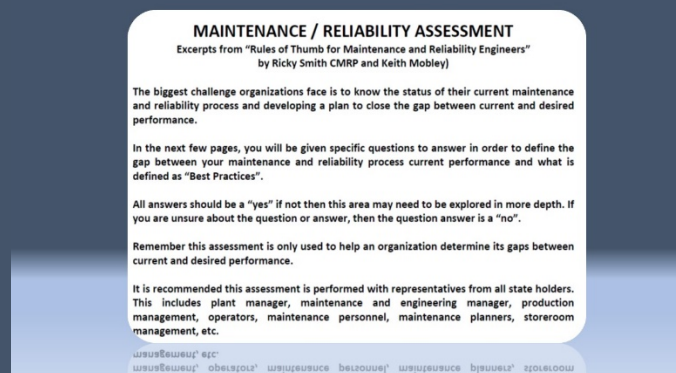 MAINTENANCE / RELIABILITY ASSESSMENT
Excerpts from “Rules of Thumb for Maintenance and Reliability Engineers”
by Ricky Smith CMRP and Keith Mobley)
The biggest challenge organizations face is to know the status of their current maintenance
and reliability process and developing a plan to close the gap between current and desired
performance.
In the next few pages, you will be given specific questions to answer in order to define the
gap between your maintenance and reliability process current performance and what is
defined as “Best Practices”.
All answers should be a “yes” if not then this area may need to be explored in more depth. If
you are unsure about the question or answer, then the question answer is a “no”.
Remember this assessment is only used to help an organization determine its gaps between
current and desired performance.
It is recommended this assessment is performed with representatives from all state holders.
This includes plant manager, maintenance and engineering manager, production
management, operators, maintenance personnel, maintenance planners, storeroom
management, etc.